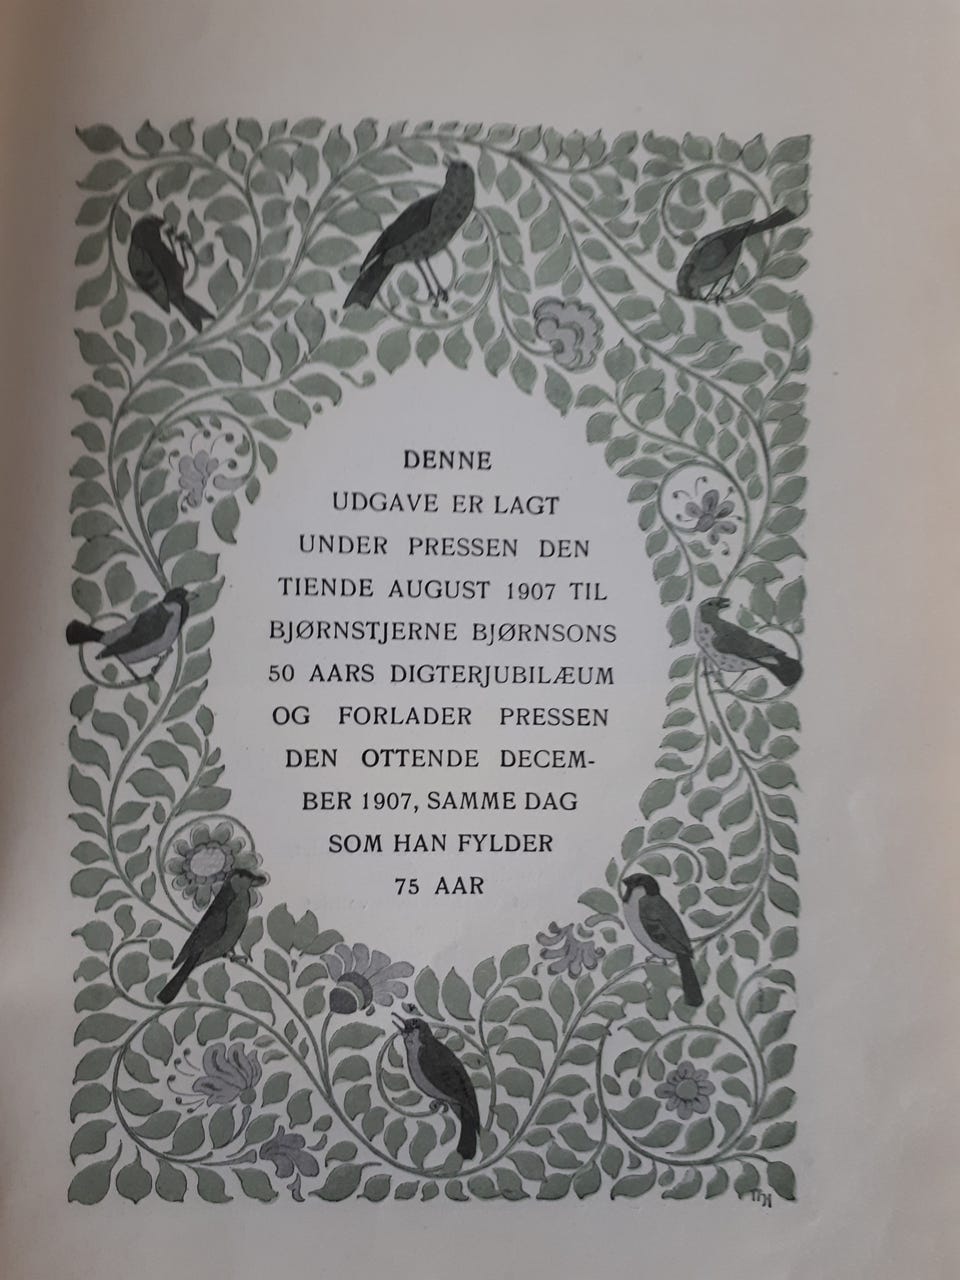 DENNE
UDGAVE ER LAGT
UNDER PRESSEN DEN
TIENDE AUGUST 1907 TIL
BJØRNSTJERNE BJØRNSONS
50 AARS DIGTERJUBILÆUM
OG FORLADER PRESSEN
DEN OTTENDE DECEM-
BER 1907, SAMME DAG
SOM HAN FYLDER
75 AAR